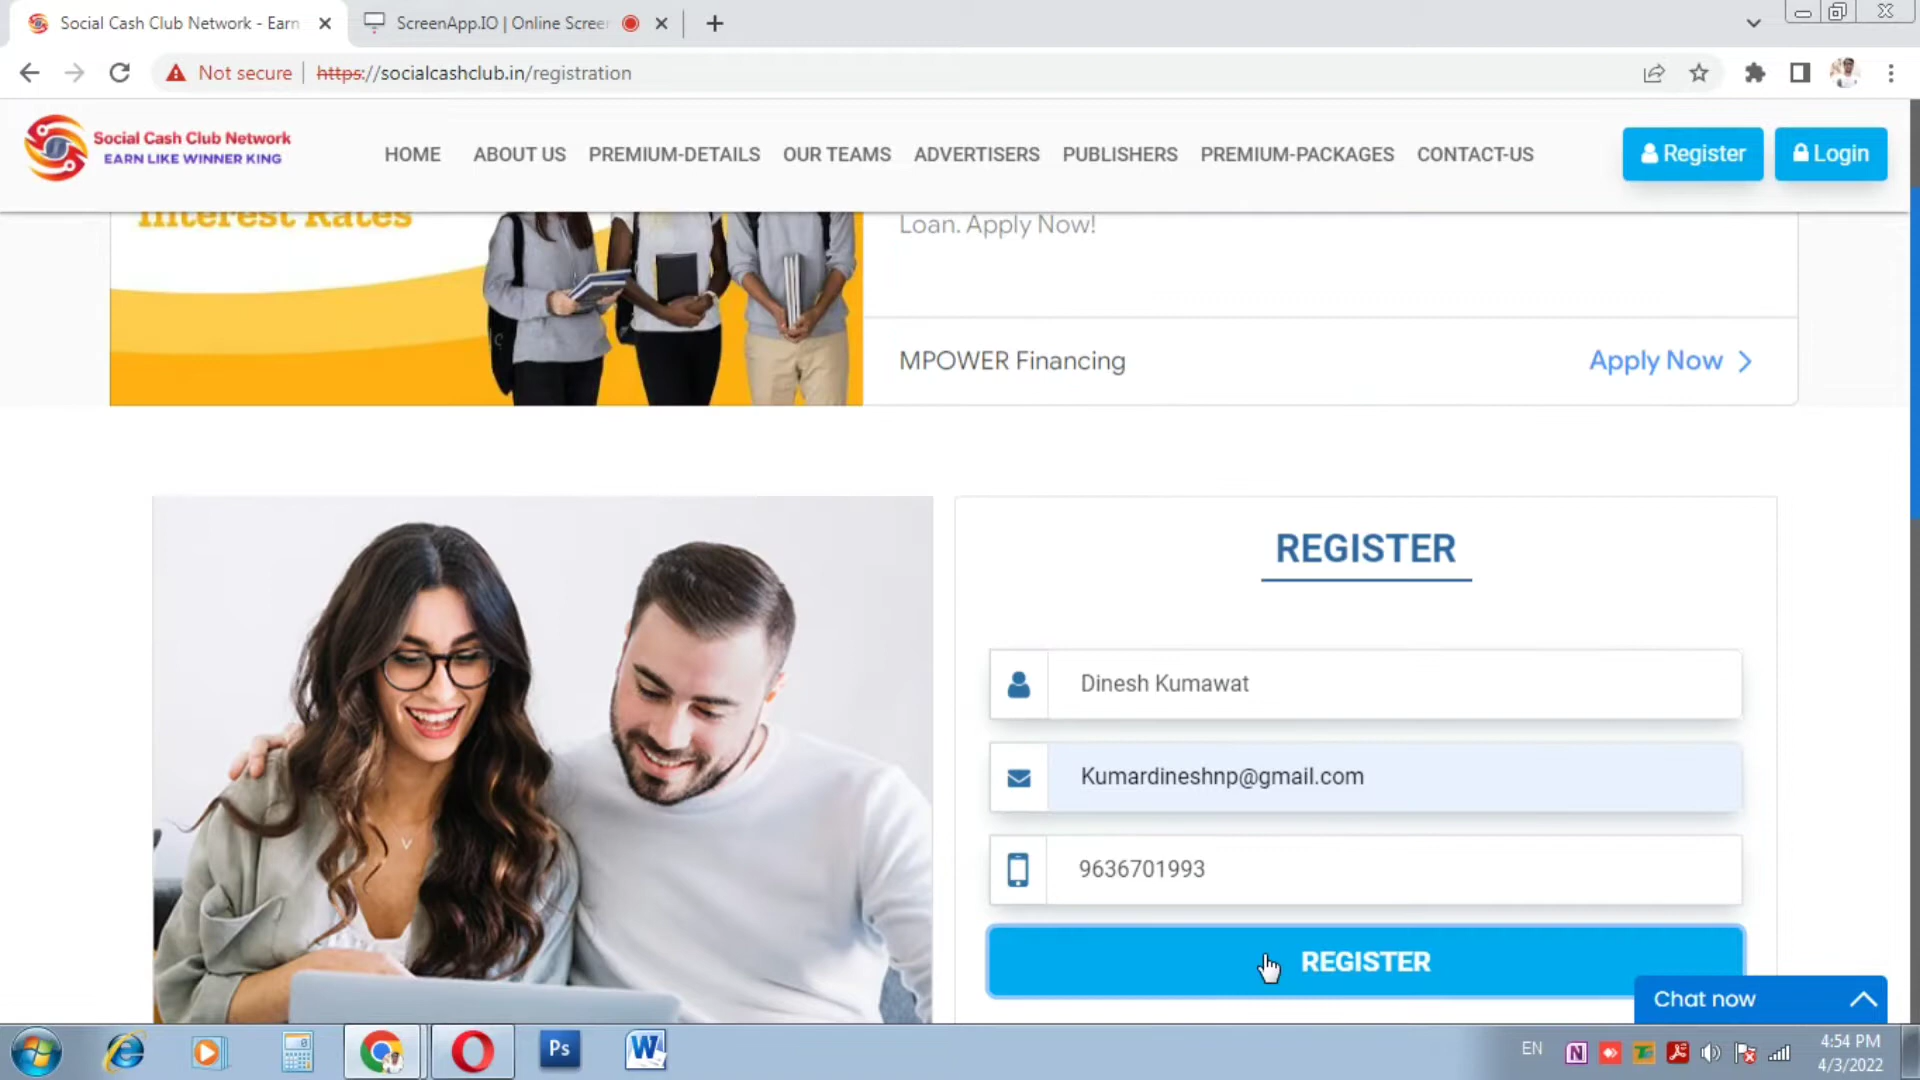 Social Cash Club Network - Earn
ScreenApp.IO | Online Scree
Not secure
https://socialcashclub.in/registration
Social Cash Club Network
EARN LIKE WINNER KING
HOME
ABOUT US
PREMIUM-DETAILS
OUR TEAMS
ADVERTISERS
PUBLISHERS
PREMIUM-PACKAGES
CONTACT-US
Register
Login
Interest Rates
Loan. Apply Now!
MPOWER Financing
Apply Now
REGISTER
Dinesh Kumawat
Kumardineshnp@gmail.com
9636701993
REGISTER
Chat now
Ps
W
EN
N
4:54 PM
4/3/2022